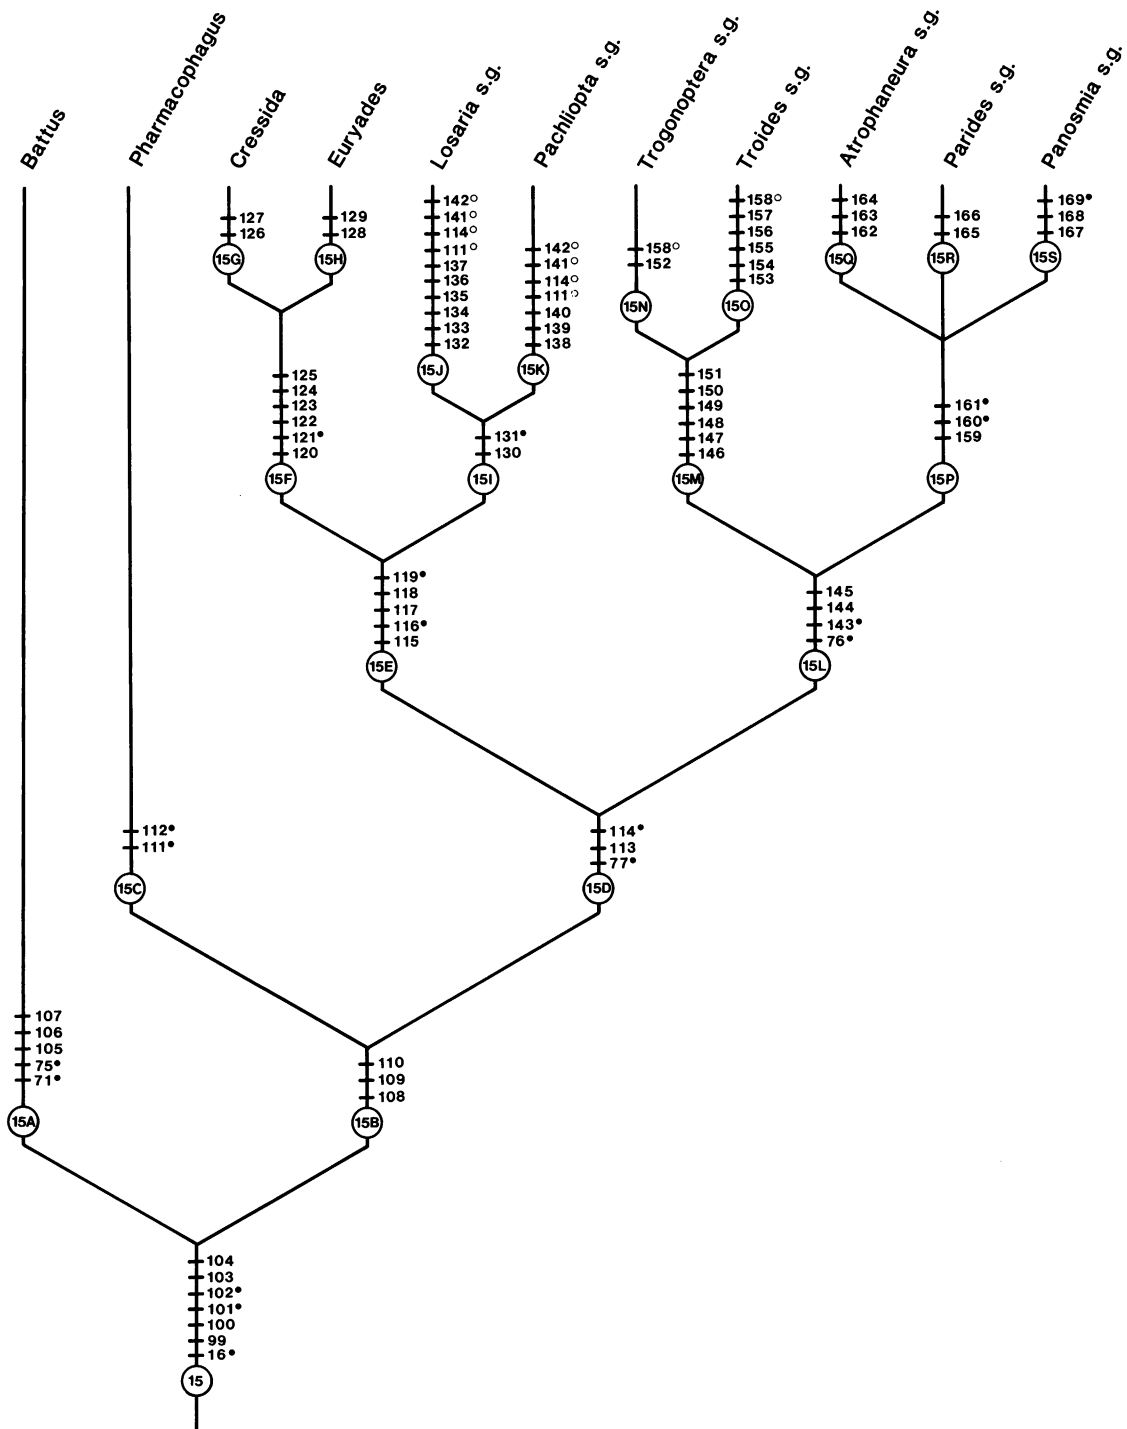 Battus
Pharmacophagus
Cressida
Euryades
Losaria s.g.
Pachliopta s.g.
Trogonoptera s.g.
Troides s.g.
Atrophaneura s.g.
Parides s.g.
Panosmia s.g.
127
126
15G
129
128
15H
142○
141○
114○
111○
137
136
135
134
133
132
15J
142○
141○
114○
111○
140
139
138
15K
158○
152
15N
158○
157
156
155
154
153
15O
164
163
162
15Q
166
165
15R
169●
168
167
15S
125
124
123
122
121●
120
15F
131●
130
15I
151
150
149
148
147
146
15M
161●
160●
159
15P
119●
118
117
116●
115
15E
145
144
143●
76●
15L
112●
111●
15C
114●
113
77●
15D
107
106
105
75●
71●
15A
110
109
108
15B
104
103
102●
101●
100
99
16●
15